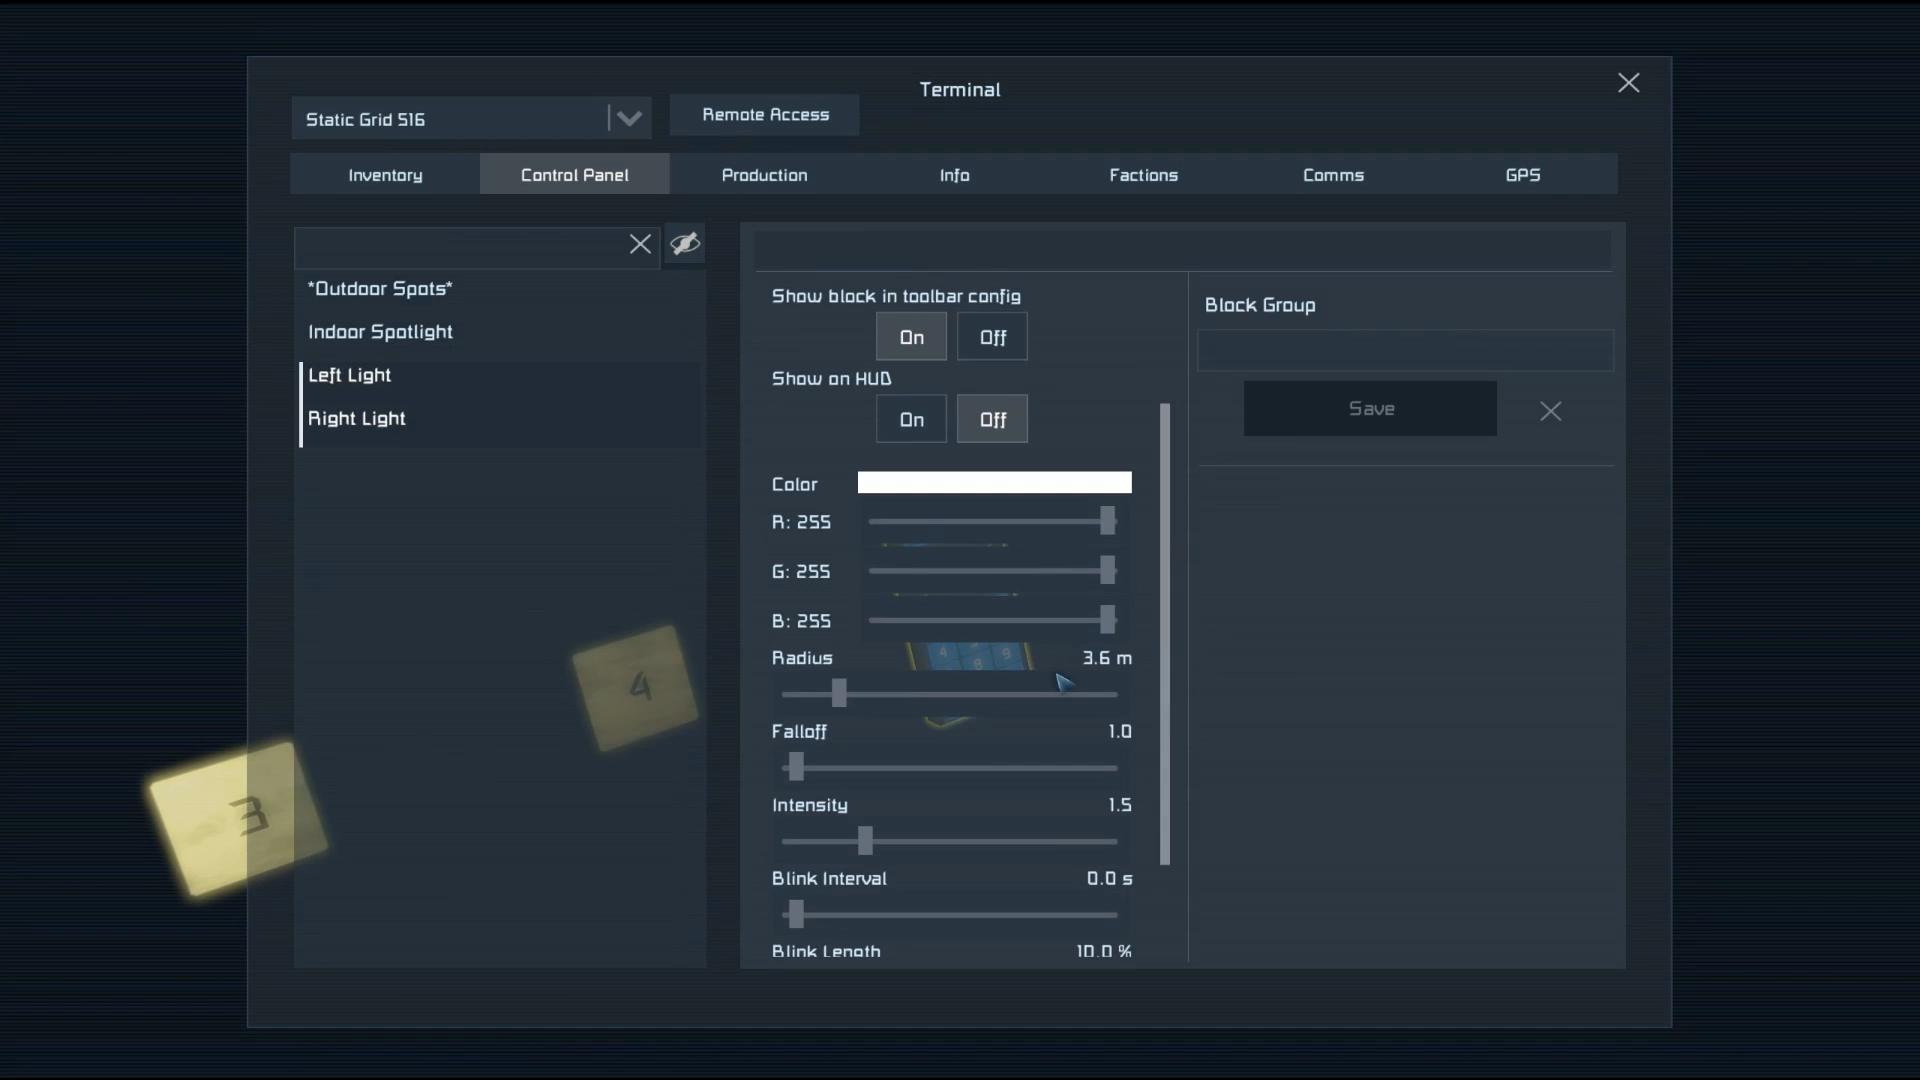 Terminal
Static Grid 516
Remote Access
Inventory
Control Panel
Production
Info
Factions
Comms
GPS
*Outdoor Spots*
Indoor Spotlight
Left Light
Right Light
Show block in toolbar config
On
Off
Show on HUD
On
Off
Color
R: 255
G: 255
B: 255
Radius
3.6 m
Falloff
1.0
Intensity
1.5
Blink Interval
0.0 s
Blink Length
10.0 %
Block Group
Save
4
3
4
9
8